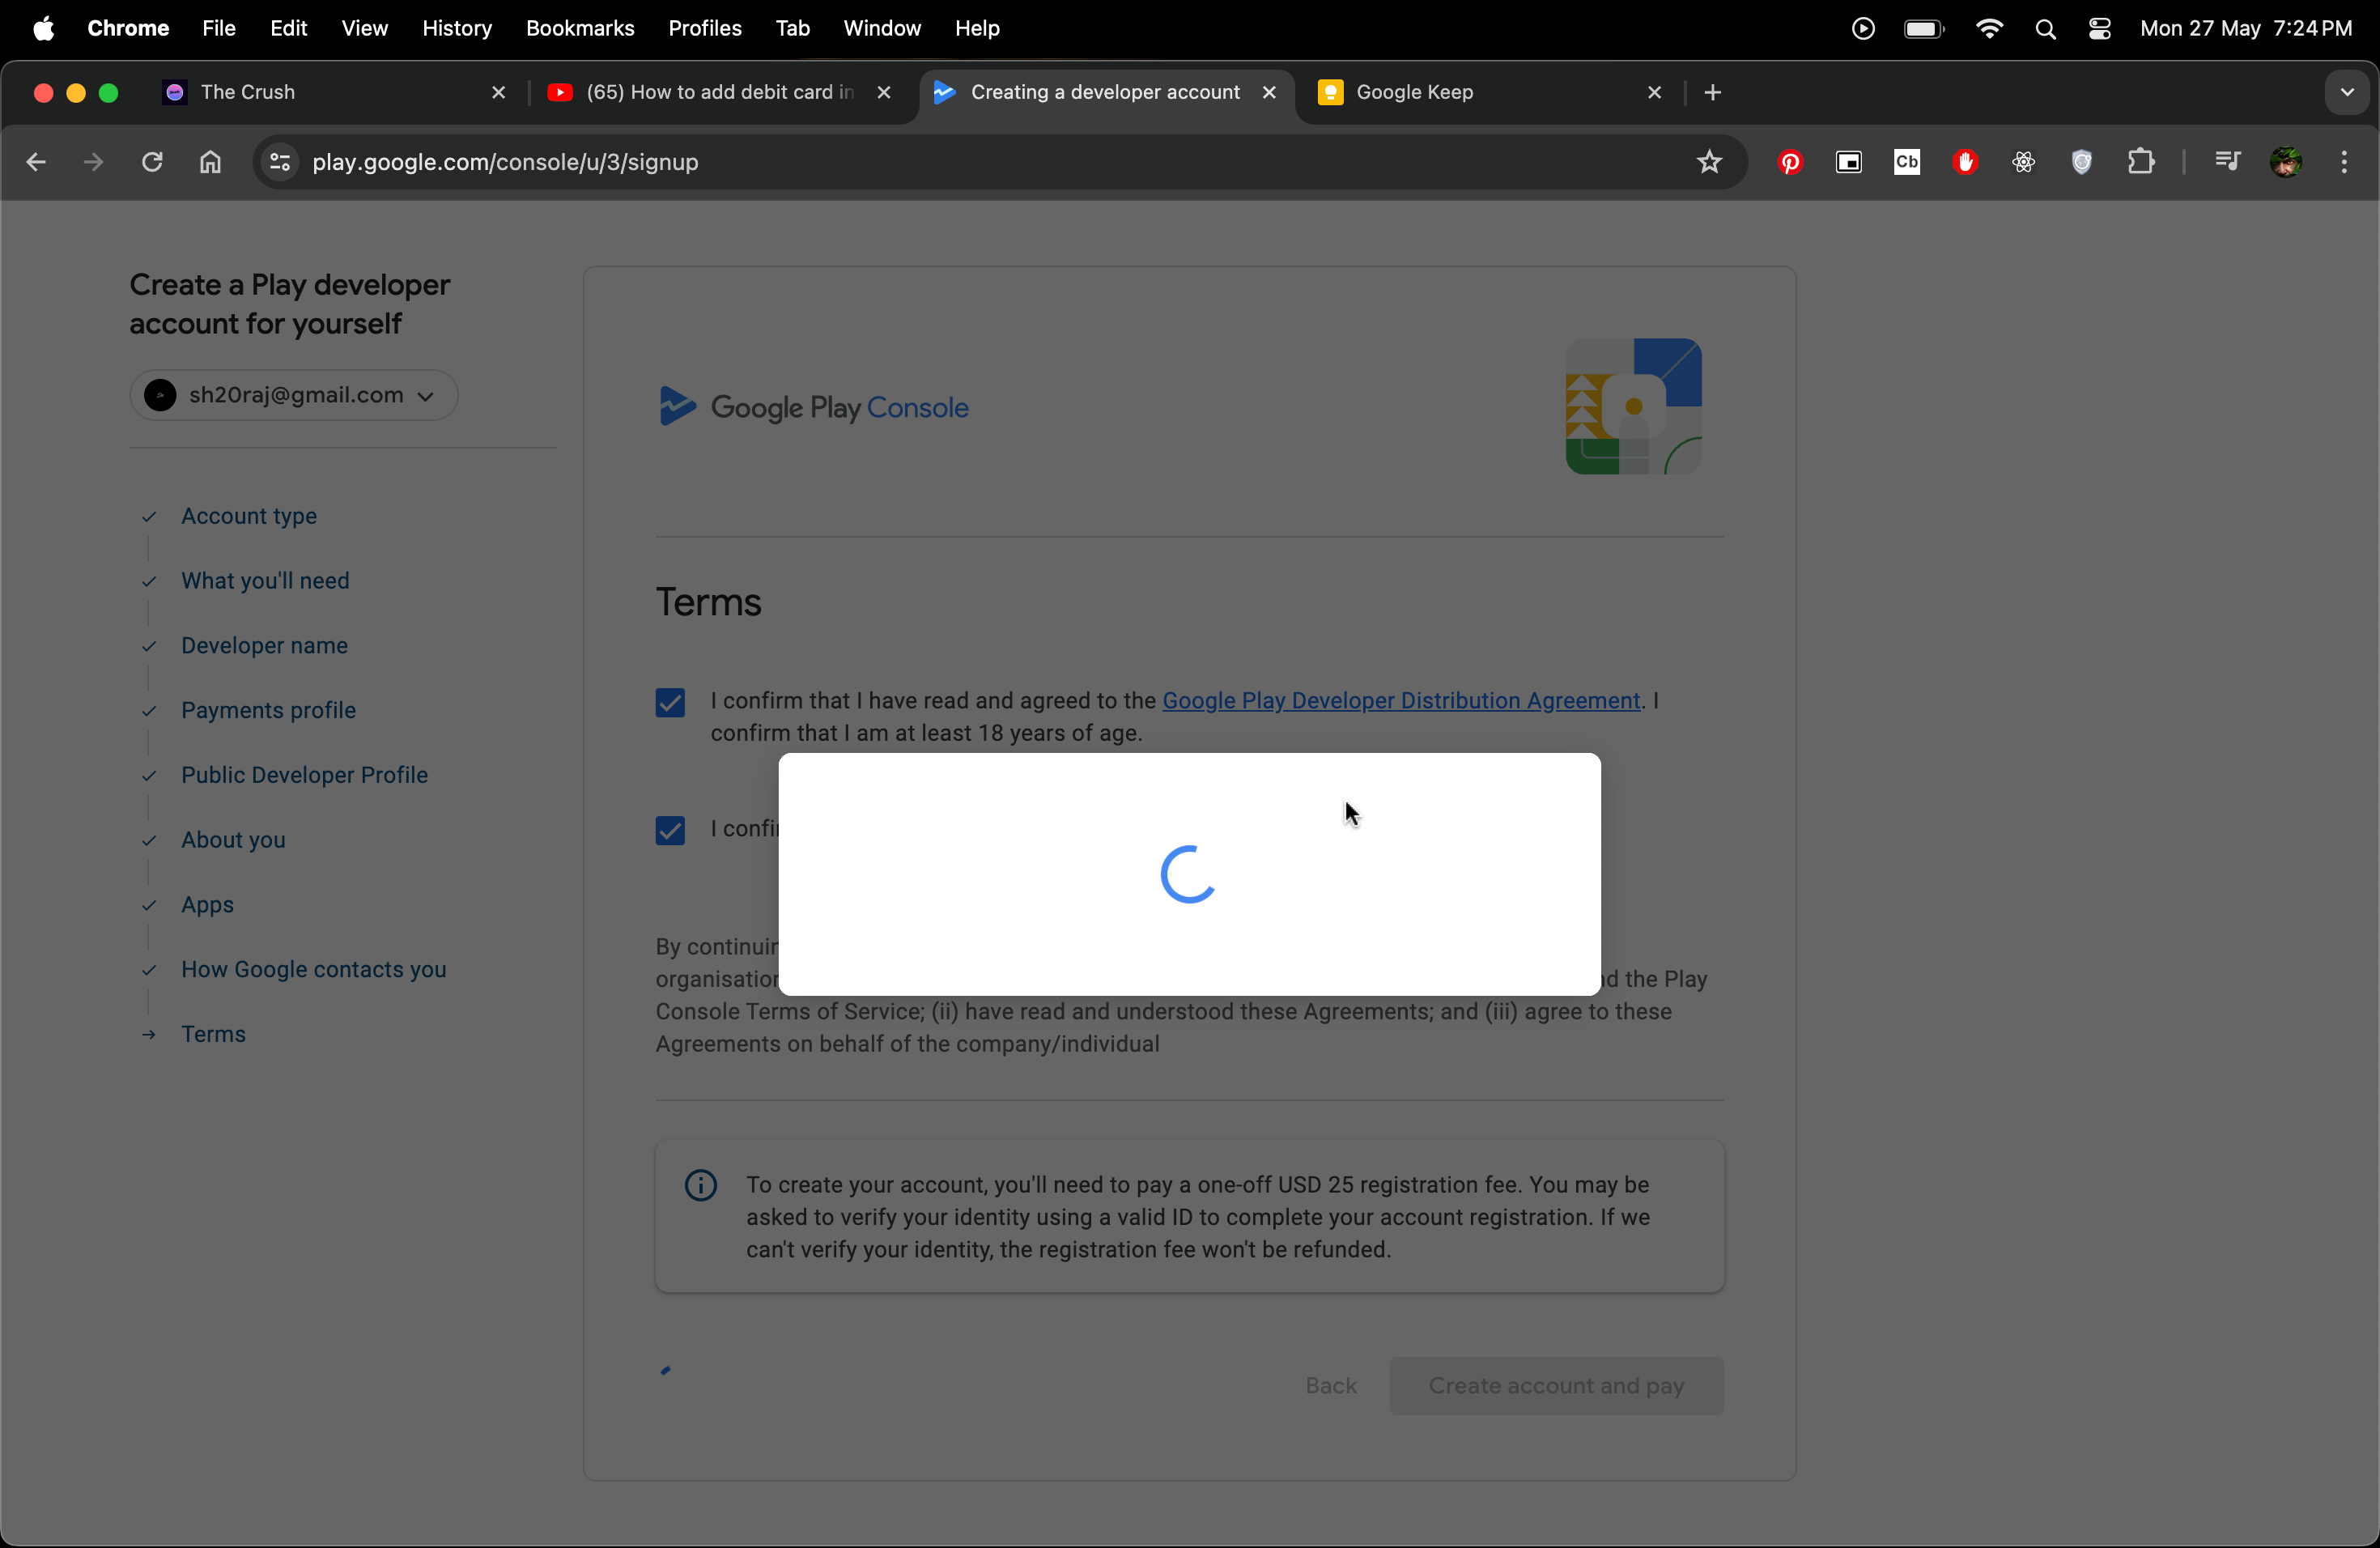 Chrome File Edit View History Bookmarks Profiles Tab Window Help Mon 27 May 7:24 PM
The Crush (65) How to add debit card in Creating a developer account Google Keep
play.google.com/console/u/3/signup Cb
Create a Play developer
account for yourself
sh20raj@gmail.com
Account type
What you'll need
Developer name
Payments profile
Public Developer Profile
About you
Apps
How Google contacts you
Terms
Google Play Console
Terms
I confirm that I have read and agreed to the Google Play Developer Distribution Agreement. I
confirm that I am at least 18 years of age.
I
By
nd the Play
Console Terms of Service; (ii) have read and understood these Agreements; and (iii) agree to these
Agreements on behalf of the company/individual
To create your account, you'll need to pay a one-off USD 25 registration fee. You may be
asked to verify your identity using a valid ID to complete your account registration. If we
can't verify your identity, the registration fee won't be refunded.
Back Create account and pay